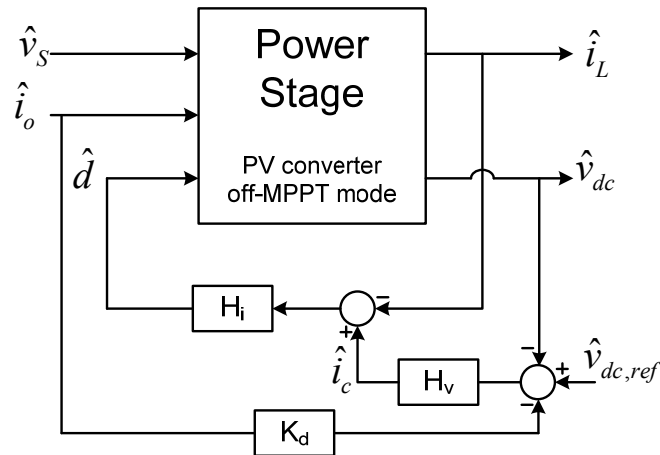 v̂_S
î_o
d̂
Power
Stage
PV converter
off-MPPT mode
î_L
v̂_dc
H_i
−
+
î_c
H_v
−
+
−
v̂_dc,ref
K_d